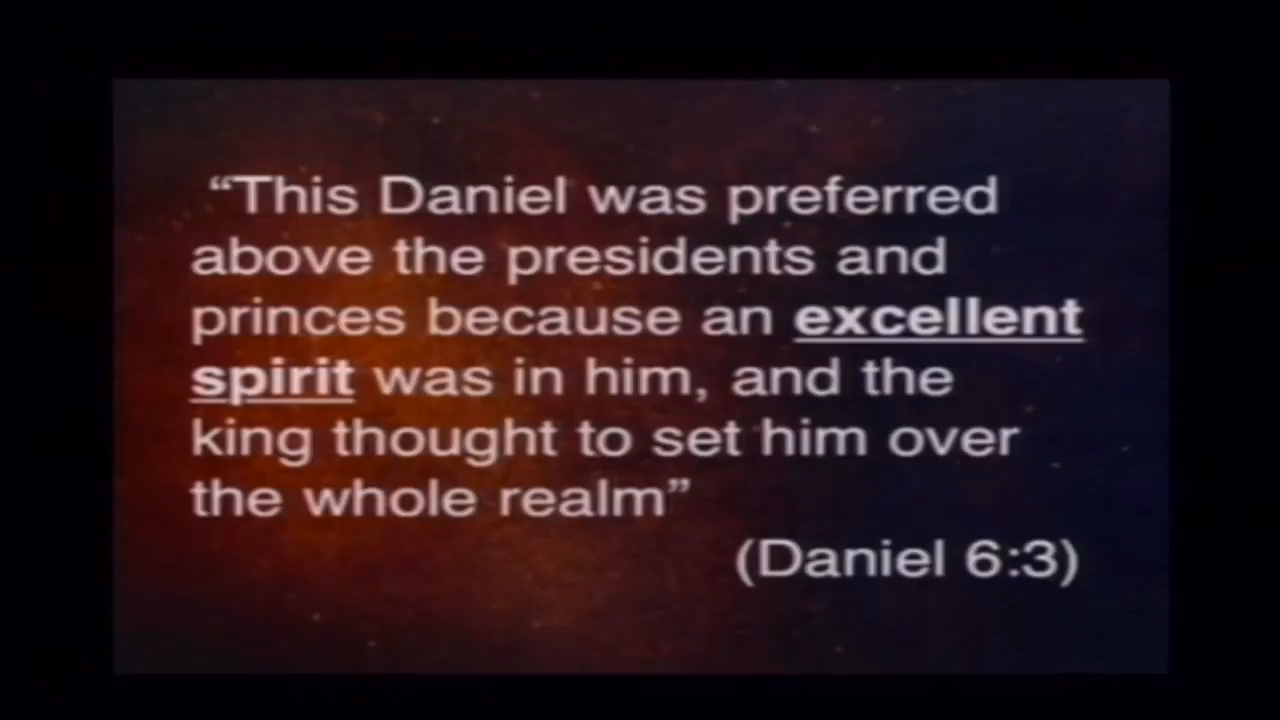 “This Daniel was preferred
above the presidents and
princes because an excellent
spirit was in him, and the
king thought to set him over
the whole realm”
(Daniel 6:3)